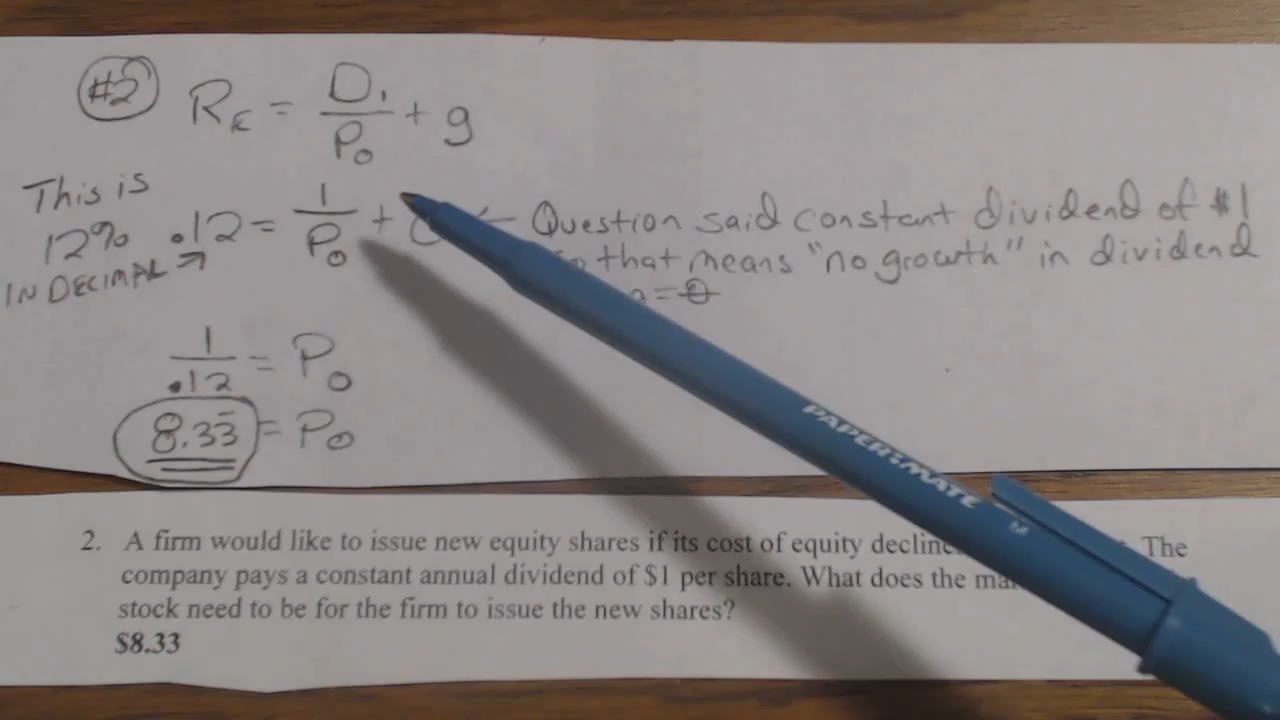 #2
R_E = D₁/P₀ + g
This is
12%
IN DECIMAL →
.12 = 1/P₀ +
← Question said constant dividend of $1
that means "no growth" in dividend
= 0
1/.12 = P₀
8.33̅ = P₀
PAPER:MATE
M
2. A firm would like to issue new equity shares if its cost of equity The
company pays a constant annual dividend of $1 per share. What does the
stock need to be for the firm to issue the new shares?
$8.33